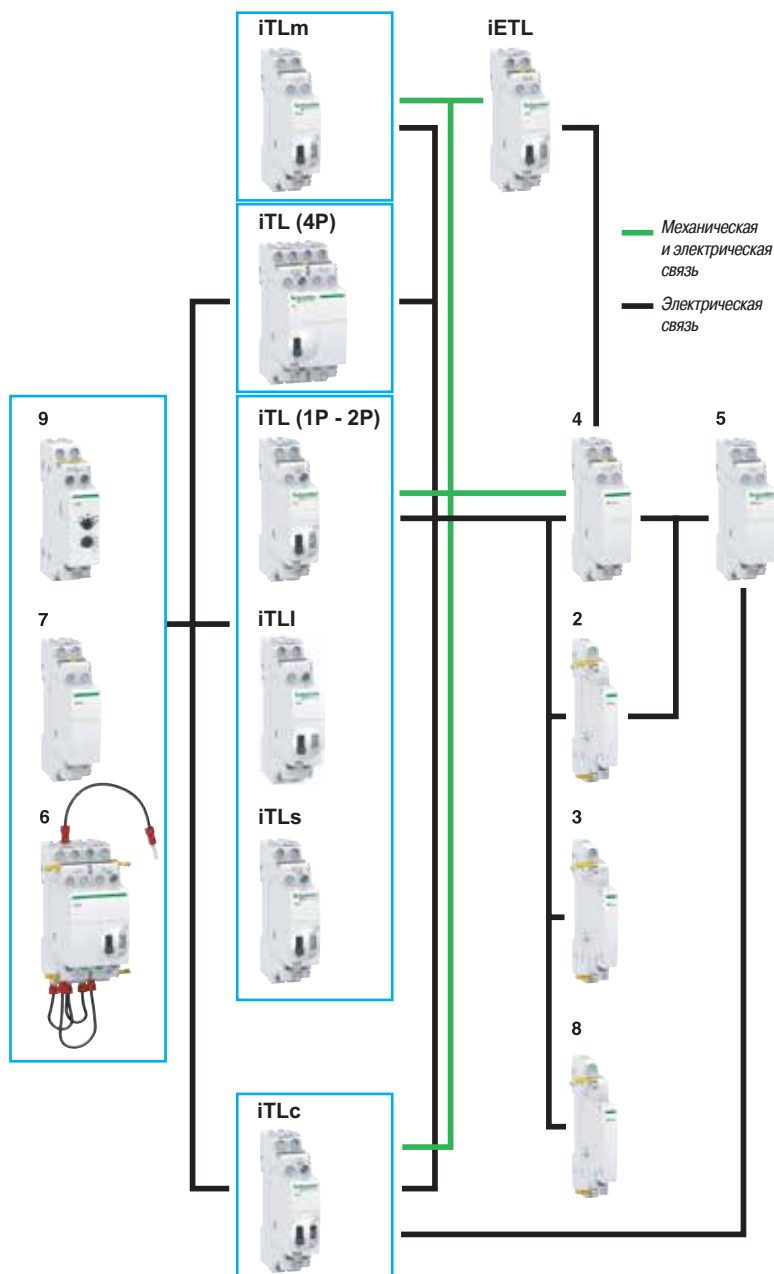 iTLm
iETL
iTL (4P)
Механическая
и электрическая
связь
Электрическая
связь
9
iTL (1P - 2P)
4
5
7
iTLI
2
6
iTLs
3
8
iTLc